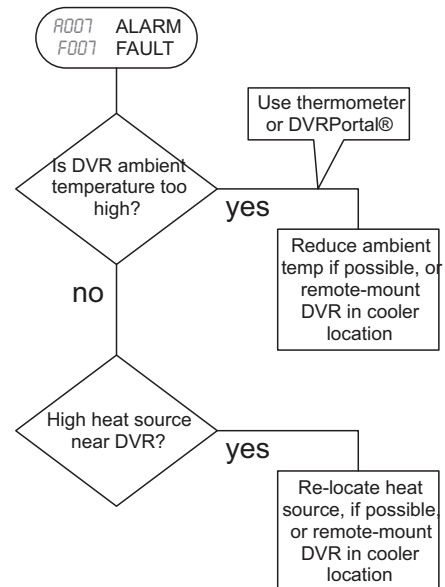 A007 ALARM
F007 FAULT
Use thermometer
or DVRPortal®
Is DVR ambient
temperature too
high?
yes
Reduce ambient
temp if possible, or
remote-mount
DVR in cooler
location
no
High heat source
near DVR?
yes
Re-locate heat
source, if possible,
or remote-mount
DVR in cooler
location